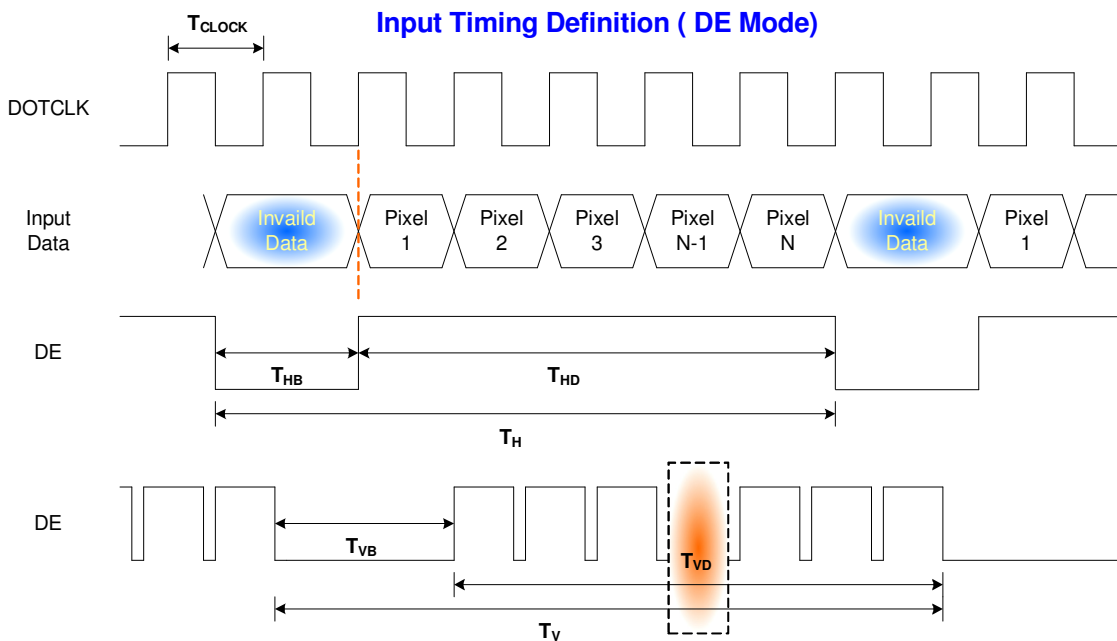 Input Timing Definition ( DE Mode)
TCLOCK
DOTCLK
Input
Data
Invaild
Data
Pixel
1
Pixel
2
Pixel
3
Pixel
N-1
Pixel
N
Invaild
Data
Pixel
1
DE
THB
THD
TH
DE
TVB
TVD
TV